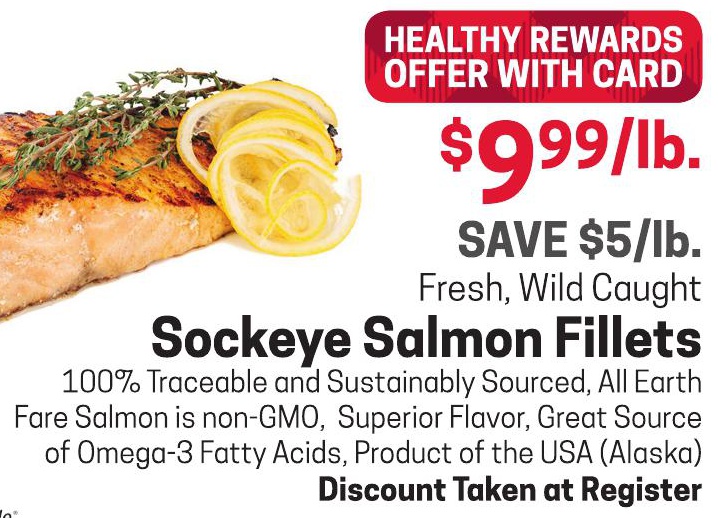 HEALTHY REWARDS
OFFER WITH CARD
$9.99/lb.
SAVE $5/lb.
Fresh, Wild Caught
Sockeye Salmon Fillets
100% Traceable and Sustainably Sourced, All Earth
Fare Salmon is non-GMO,  Superior Flavor, Great Source
of Omega-3 Fatty Acids, Product of the USA (Alaska)
Discount Taken at Register